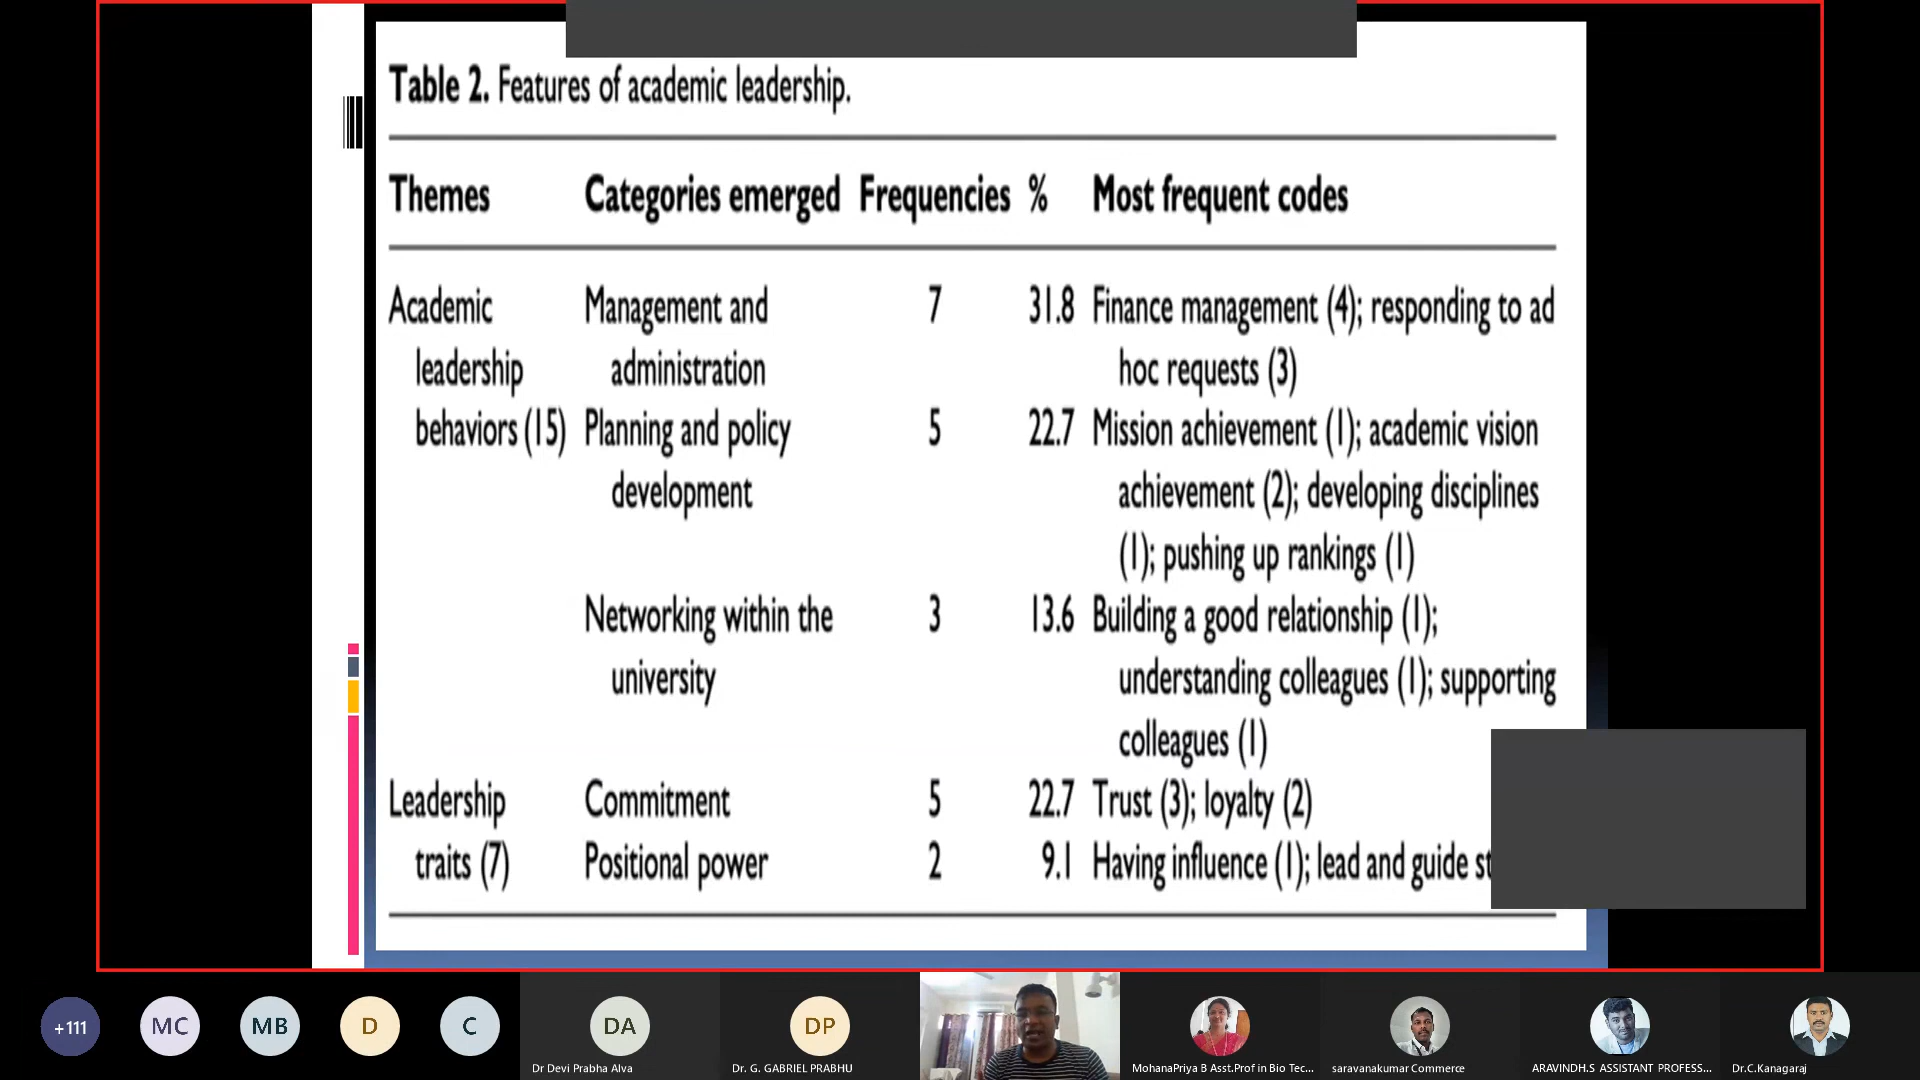 Table 2. Features of academic leadership.
Themes Categories emerged Frequencies % Most frequent codes
Academic Management and 7 31.8 Finance management (4); responding to ad
leadership administration hoc requests (3)
behaviors (15) Planning and policy 5 22.7 Mission achievement (1); academic vision
development achievement (2); developing disciplines
(1); pushing up rankings (1)
Networking within the 3 13.6 Building a good relationship (1);
university understanding colleagues (1); supporting
colleagues (1)
Leadership Commitment 5 22.7 Trust (3); loyalty (2)
traits (7) Positional power 2 9.1 Having influence (1); lead and guide
+111 MC MB D C DA DP
Dr Devi Prabha Alva Dr. G. GABRIEL PRABHU MohanaPriya B Asst.Prof in Bio Tec... saravanakumar Commerce ARAVINDH.S ASSISTANT PROFESS... Dr.C.Kanagaraj